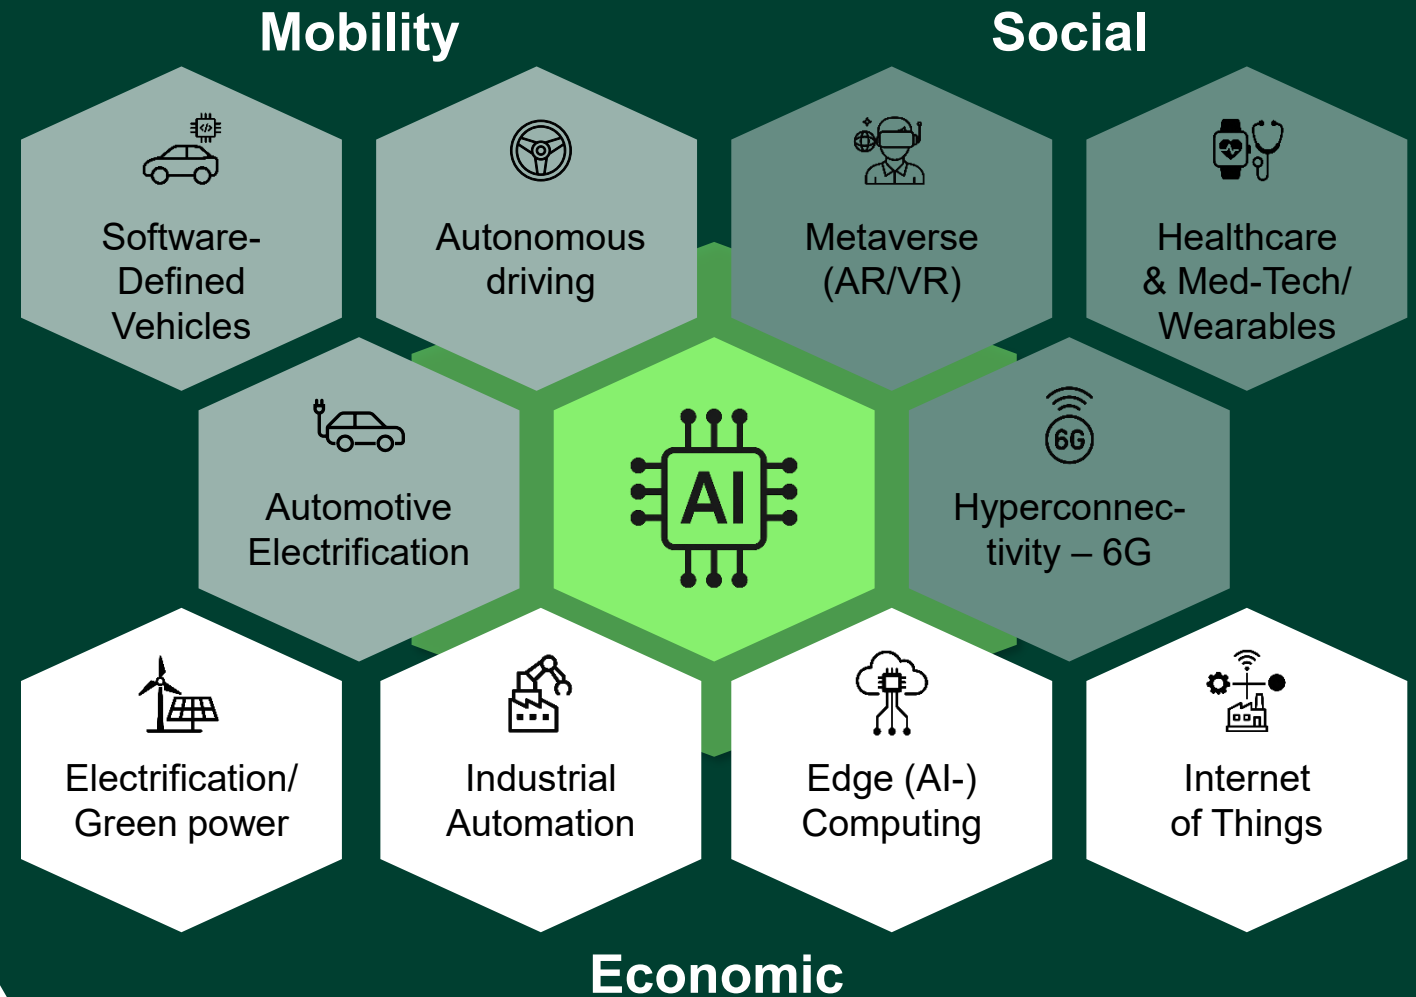 Mobility
Social
Software-
Defined
Vehicles
Autonomous
driving
Metaverse
(AR/VR)
Healthcare
& Med-Tech/
Wearables
Automotive
Electrification
AI
6G
Hyperconnec-
tivity – 6G
Electrification/
Green power
Industrial
Automation
Edge (AI-)
Computing
Internet
of Things
Economic